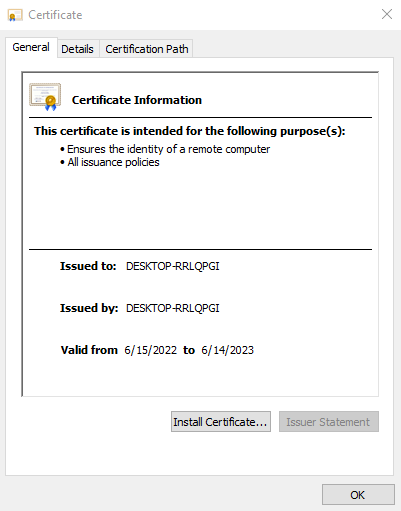 Certificate
General
Details
Certification Path
Certificate Information
This certificate is intended for the following purpose(s):
• Ensures the identity of a remote computer
• All issuance policies
Issued to: DESKTOP-RRLQPGI
Issued by: DESKTOP-RRLQPGI
Valid from 6/15/2022 to 6/14/2023
Install Certificate...
Issuer Statement
OK